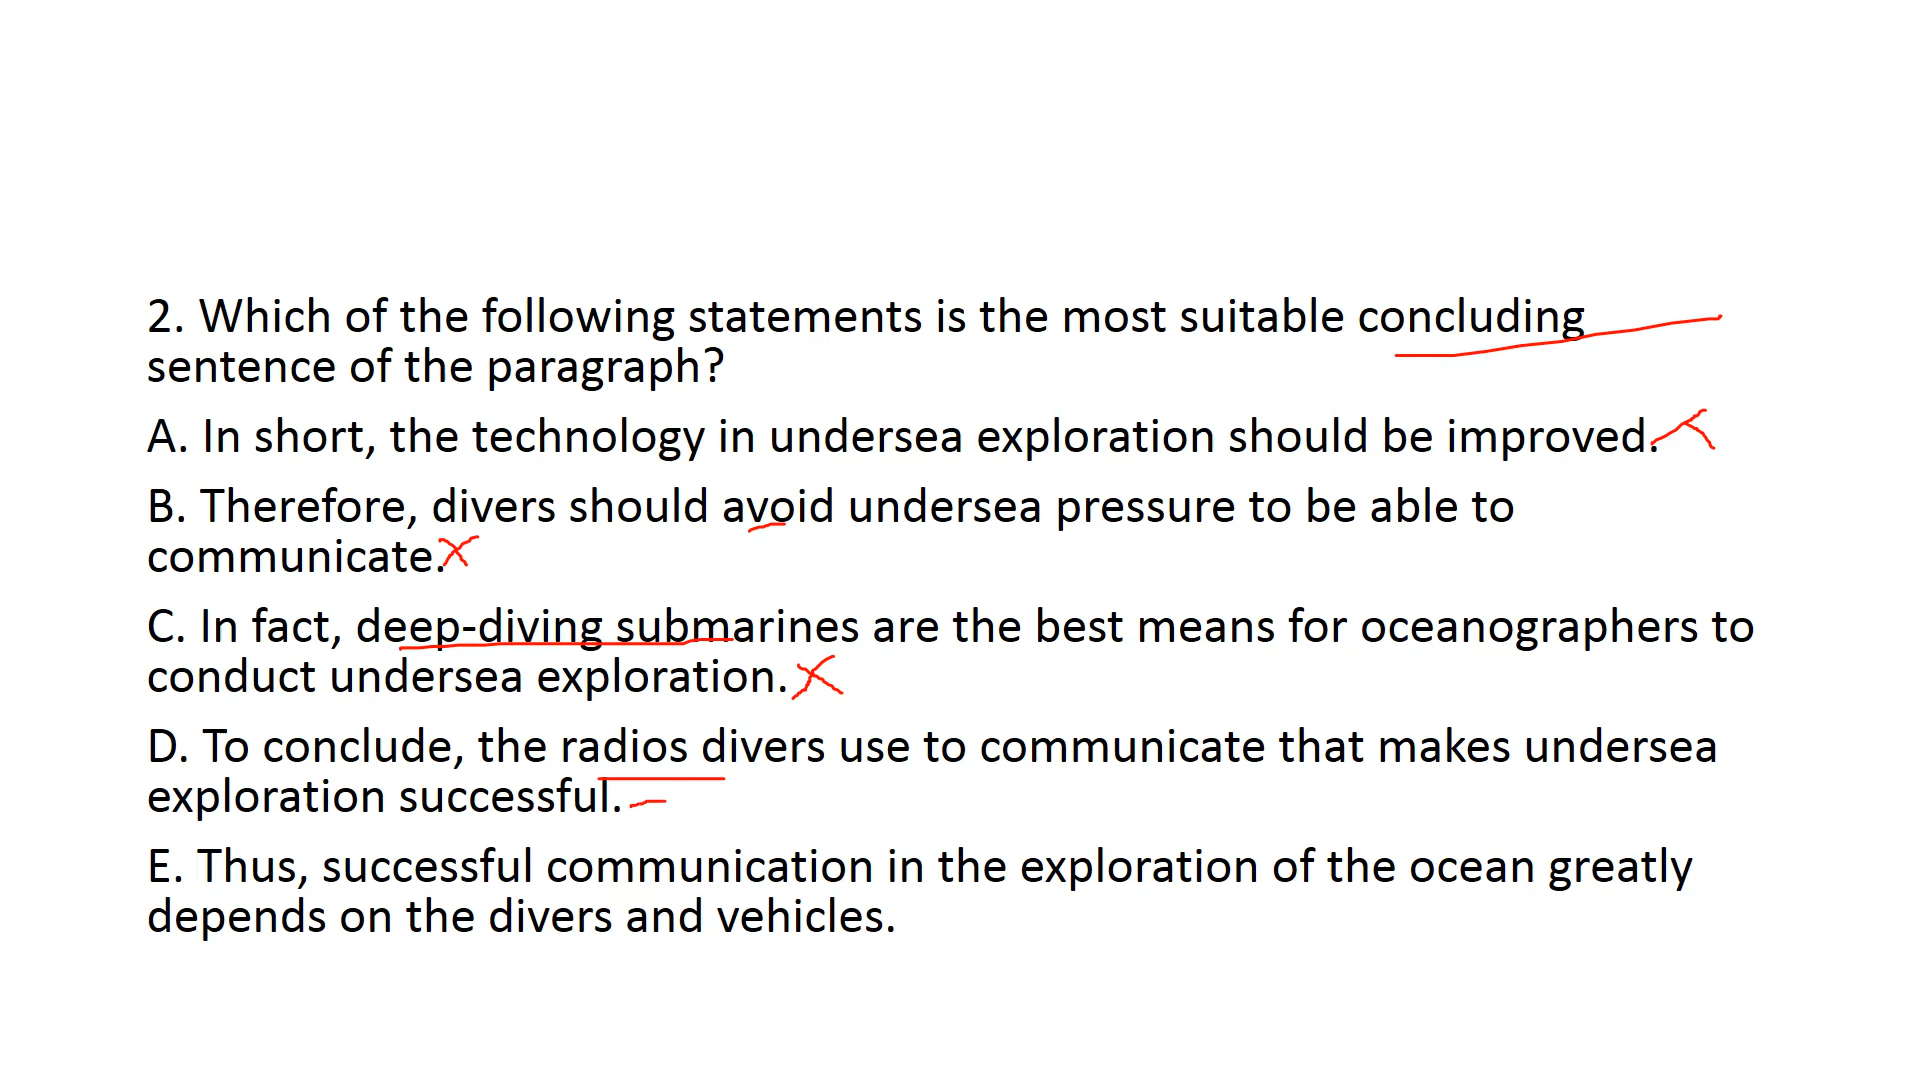 2. Which of the following statements is the most suitable concluding
sentence of the paragraph?
A. In short, the technology in undersea exploration should be improved.
B. Therefore, divers should avoid undersea pressure to be able to
communicate.
C. In fact, deep-diving submarines are the best means for oceanographers to
conduct undersea exploration.
D. To conclude, the radios divers use to communicate that makes undersea
exploration successful.
E. Thus, successful communication in the exploration of the ocean greatly
depends on the divers and vehicles.